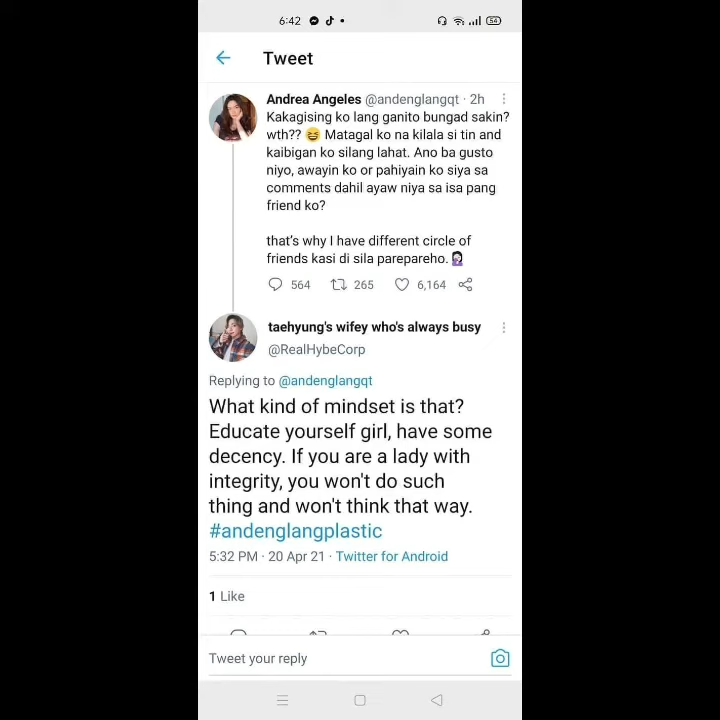 6:42
54
Tweet
Andrea Angeles @andenglangqt · 2h
Kakagising ko lang ganito bungad sakin?
wth?? 😆 Matagal ko na kilala si tin and
kaibigan ko silang lahat. Ano ba gusto
niyo, awayin ko or pahiyain ko siya sa
comments dahil ayaw niya sa isa pang
friend ko?
that's why I have different circle of
friends kasi di sila parepareho. 🤦🏻‍♀️
564 265 6,164
taehyung's wifey who's always busy
@RealHybeCorp
Replying to @andenglangqt
What kind of mindset is that?
Educate yourself girl, have some
decency. If you are a lady with
integrity, you won't do such
thing and won't think that way.
#andenglangplastic
5:32 PM · 20 Apr 21 · Twitter for Android
1 Like
Tweet your reply